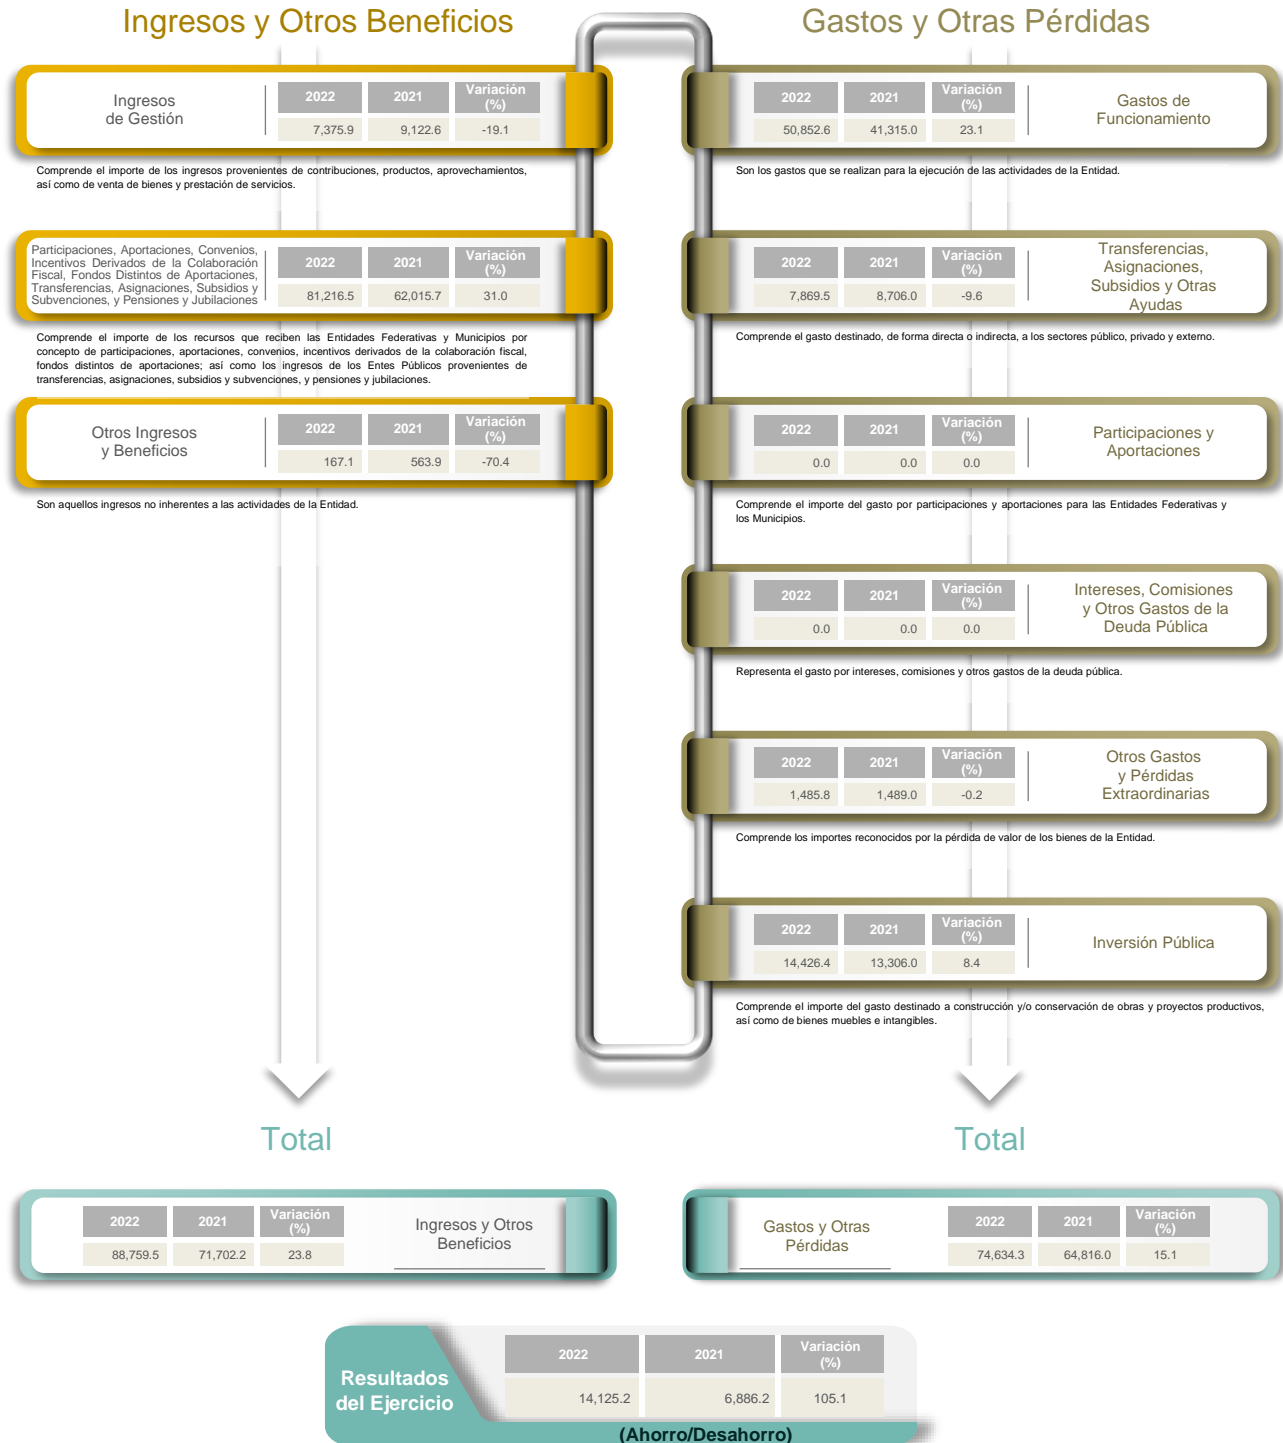 Ingresos y Otros Beneficios
Ingresos
de Gestión
2022 2021 Variación
(%)
7,375.9 9,122.6 -19.1
Comprende el importe de los ingresos provenientes de contribuciones, productos, aprovechamientos,
así como de venta de bienes y prestación de servicios.
Participaciones, Aportaciones, Convenios,
Incentivos Derivados de la Colaboración
Fiscal, Fondos Distintos de Aportaciones,
Transferencias, Asignaciones, Subsidios y
Subvenciones, y Pensiones y Jubilaciones
2022 2021 Variación
(%)
81,216.5 62,015.7 31.0
Comprende el importe de los recursos que reciben las Entidades Federativas y Municipios por
concepto de participaciones, aportaciones, convenios, incentivos derivados de la colaboración fiscal,
fondos distintos de aportaciones; así como los ingresos de los Entes Públicos provenientes de
transferencias, asignaciones, subsidios y subvenciones, y pensiones y jubilaciones.
Otros Ingresos
y Beneficios
2022 2021 Variación
(%)
167.1 563.9 -70.4
Son aquellos ingresos no inherentes a las actividades de la Entidad.
Total
2022 2021 Variación
(%)
88,759.5 71,702.2 23.8
Ingresos y Otros
Beneficios
Gastos y Otras Pérdidas
2022 2021 Variación
(%)
50,852.6 41,315.0 23.1
Gastos de
Funcionamiento
Son los gastos que se realizan para la ejecución de las actividades de la Entidad.
2022 2021 Variación
(%)
7,869.5 8,706.0 -9.6
Transferencias,
Asignaciones,
Subsidios y Otras
Ayudas
Comprende el gasto destinado, de forma directa o indirecta, a los sectores público, privado y externo.
2022 2021 Variación
(%)
0.0 0.0 0.0
Participaciones y
Aportaciones
Comprende el importe del gasto por participaciones y aportaciones para las Entidades Federativas y
los Municipios.
2022 2021 Variación
(%)
0.0 0.0 0.0
Intereses, Comisiones
y Otros Gastos de la
Deuda Pública
Representa el gasto por intereses, comisiones y otros gastos de la deuda pública.
2022 2021 Variación
(%)
1,485.8 1,489.0 -0.2
Otros Gastos
y Pérdidas
Extraordinarias
Comprende los importes reconocidos por la pérdida de valor de los bienes de la Entidad.
2022 2021 Variación
(%)
14,426.4 13,306.0 8.4
Inversión Pública
Comprende el importe del gasto destinado a construcción y/o conservación de obras y proyectos productivos,
así como de bienes muebles e intangibles.
Total
Gastos y Otras
Pérdidas
2022 2021 Variación
(%)
74,634.3 64,816.0 15.1
Resultados
del Ejercicio
2022 2021 Variación
(%)
14,125.2 6,886.2 105.1
(Ahorro/Desahorro)